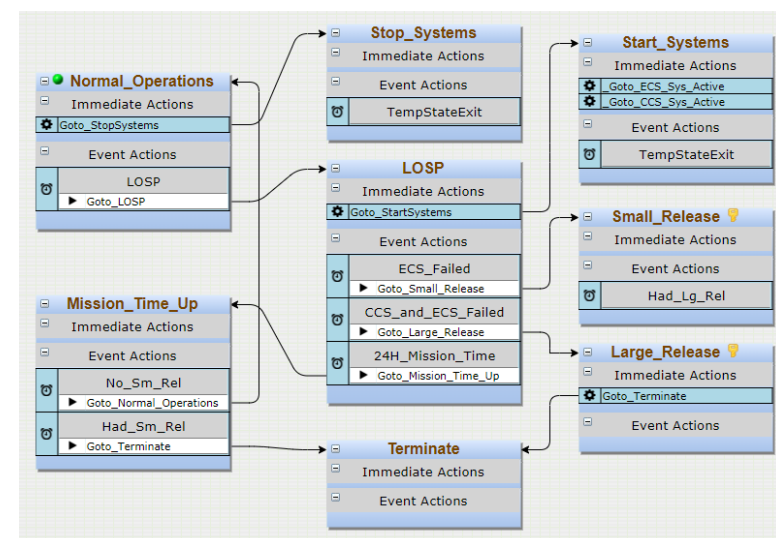 Normal_Operations
Immediate Actions
Goto_StopSystems
Event Actions
LOSP
Goto_LOSP
Mission_Time_Up
Immediate Actions
Event Actions
No_Sm_Rel
Goto_Normal_Operations
Had_Sm_Rel
Goto_Terminate
Stop_Systems
Immediate Actions
Event Actions
TempStateExit
LOSP
Immediate Actions
Goto_StartSystems
Event Actions
ECS_Failed
Goto_Small_Release
CCS_and_ECS_Failed
Goto_Large_Release
24H_Mission_Time
Goto_Mission_Time_Up
Terminate
Immediate Actions
Event Actions
Start_Systems
Immediate Actions
_Goto_ECS_Sys_Active
_Goto_CCS_Sys_Active
Event Actions
TempStateExit
Small_Release
Immediate Actions
Event Actions
Had_Lg_Rel
Large_Release
Immediate Actions
Goto_Terminate
Event Actions